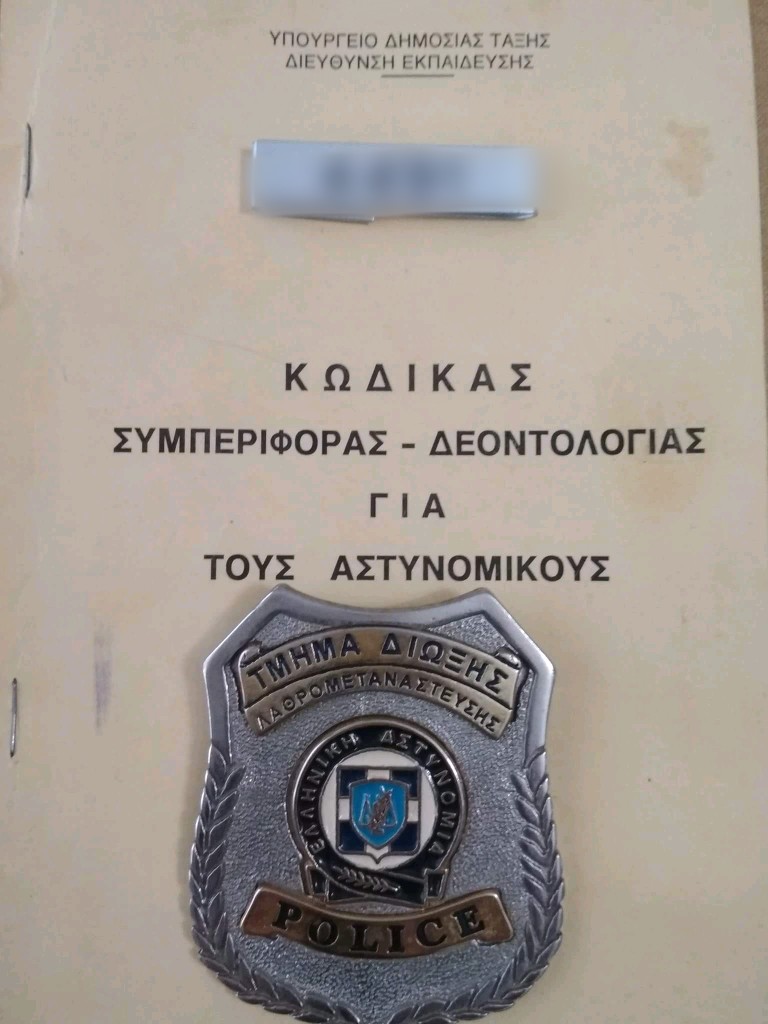 ΥΠΟΥΡΓΕΙΟ ΔΗΜΟΣΙΑΣ ΤΑΞΗΣ
ΔΙΕΥΘΥΝΣΗ ΕΚΠΑΙΔΕΥΣΗΣ
ΚΩΔΙΚΑΣ
ΣΥΜΠΕΡΙΦΟΡΑΣ - ΔΕΟΝΤΟΛΟΓΙΑΣ
ΓΙΑ
ΤΟΥΣ ΑΣΤΥΝΟΜΙΚΟΥΣ
ΤΜΗΜΑ ΔΙΩΞΗΣ
ΛΑΘΡΟΜΕΤΑΝΑΣΤΕΥΣΗΣ
ΕΛΛΗΝΙΚΗ ΑΣΤΥΝΟΜΙΑ
POLICE